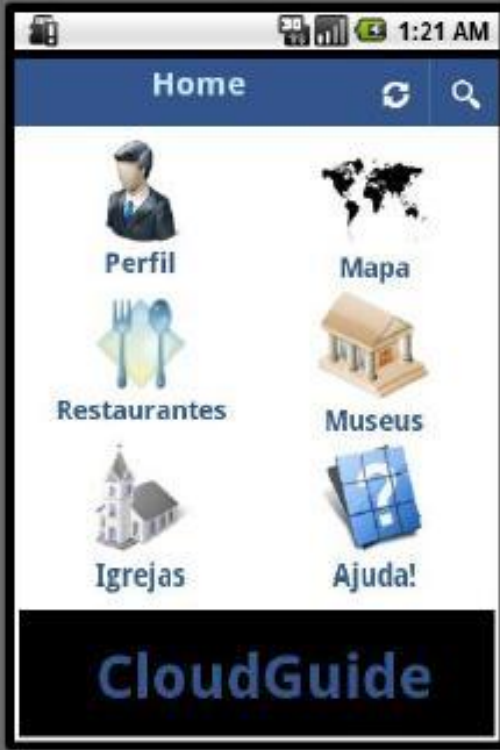 1:21 AM
Home
Perfil
Mapa
Restaurantes
Museus
Igrejas
Ajuda!
CloudGuide